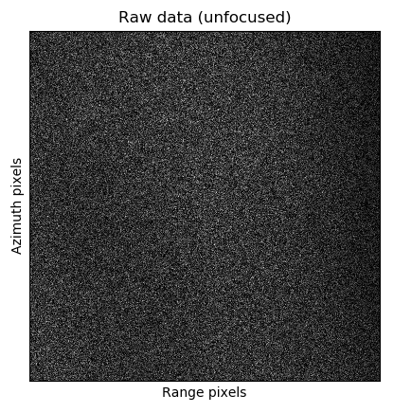 Raw data (unfocused)
Azimuth pixels
Range pixels